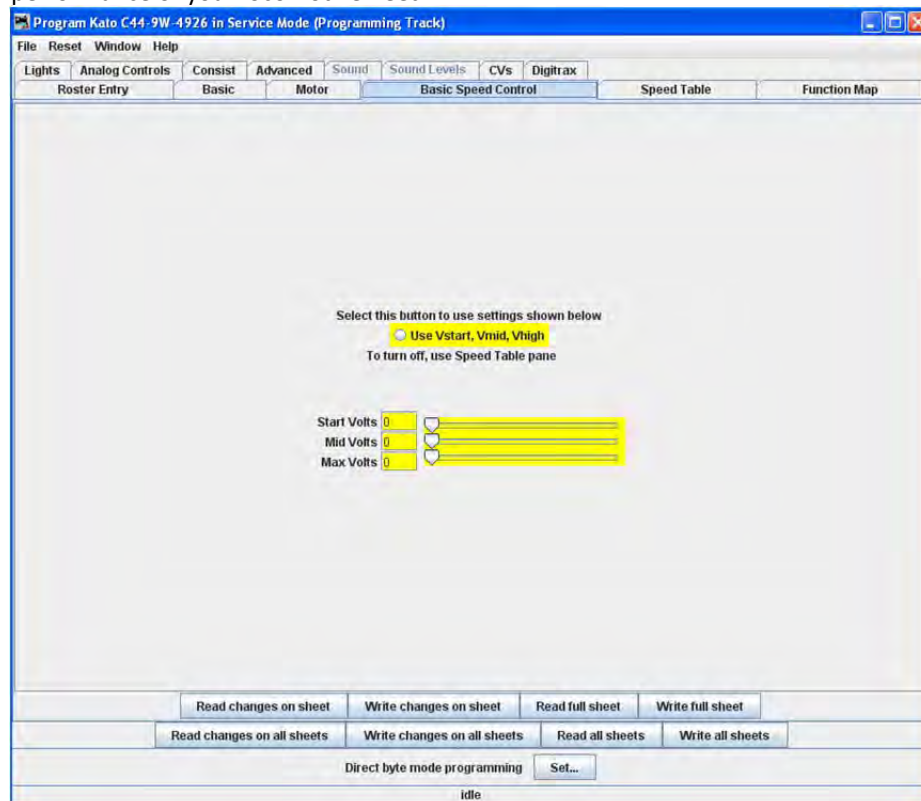 Program Kato C44-9W-4926 in Service Mode (Programming Track)
File Reset Window Help
Lights Analog Controls Consist Advanced Sound Sound Levels CVs Digitrax
Roster Entry Basic Motor Basic Speed Control Speed Table Function Map
Select this button to use settings shown below
Use Vstart, Vmid, Vhigh
To turn off, use Speed Table pane
Start Volts 0
Mid Volts 0
Max Volts 0
Read changes on sheet Write changes on sheet Read full sheet Write full sheet
Read changes on all sheets Write changes on all sheets Read all sheets Write all sheets
Direct byte mode programming Set...
idle